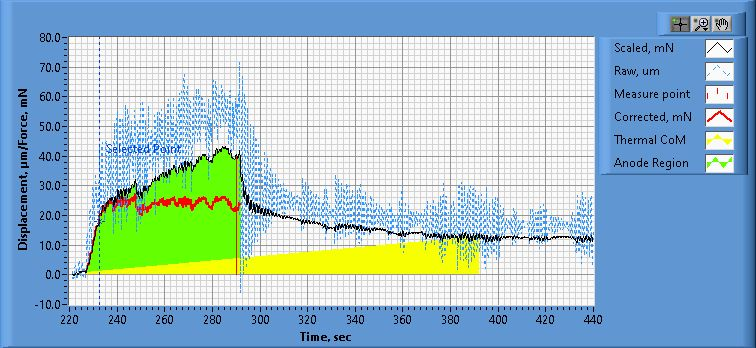 80.0
70.0
60.0
50.0
40.0
30.0
20.0
10.0
0.0
-10.0
Displacement, µm/Force, mN
Selected Point
220 240 260 280 300 320 340 360 380 400 420 440
Time, sec
Scaled, mN
Raw, um
Measure point
Corrected, mN
Thermal CoM
Anode Region